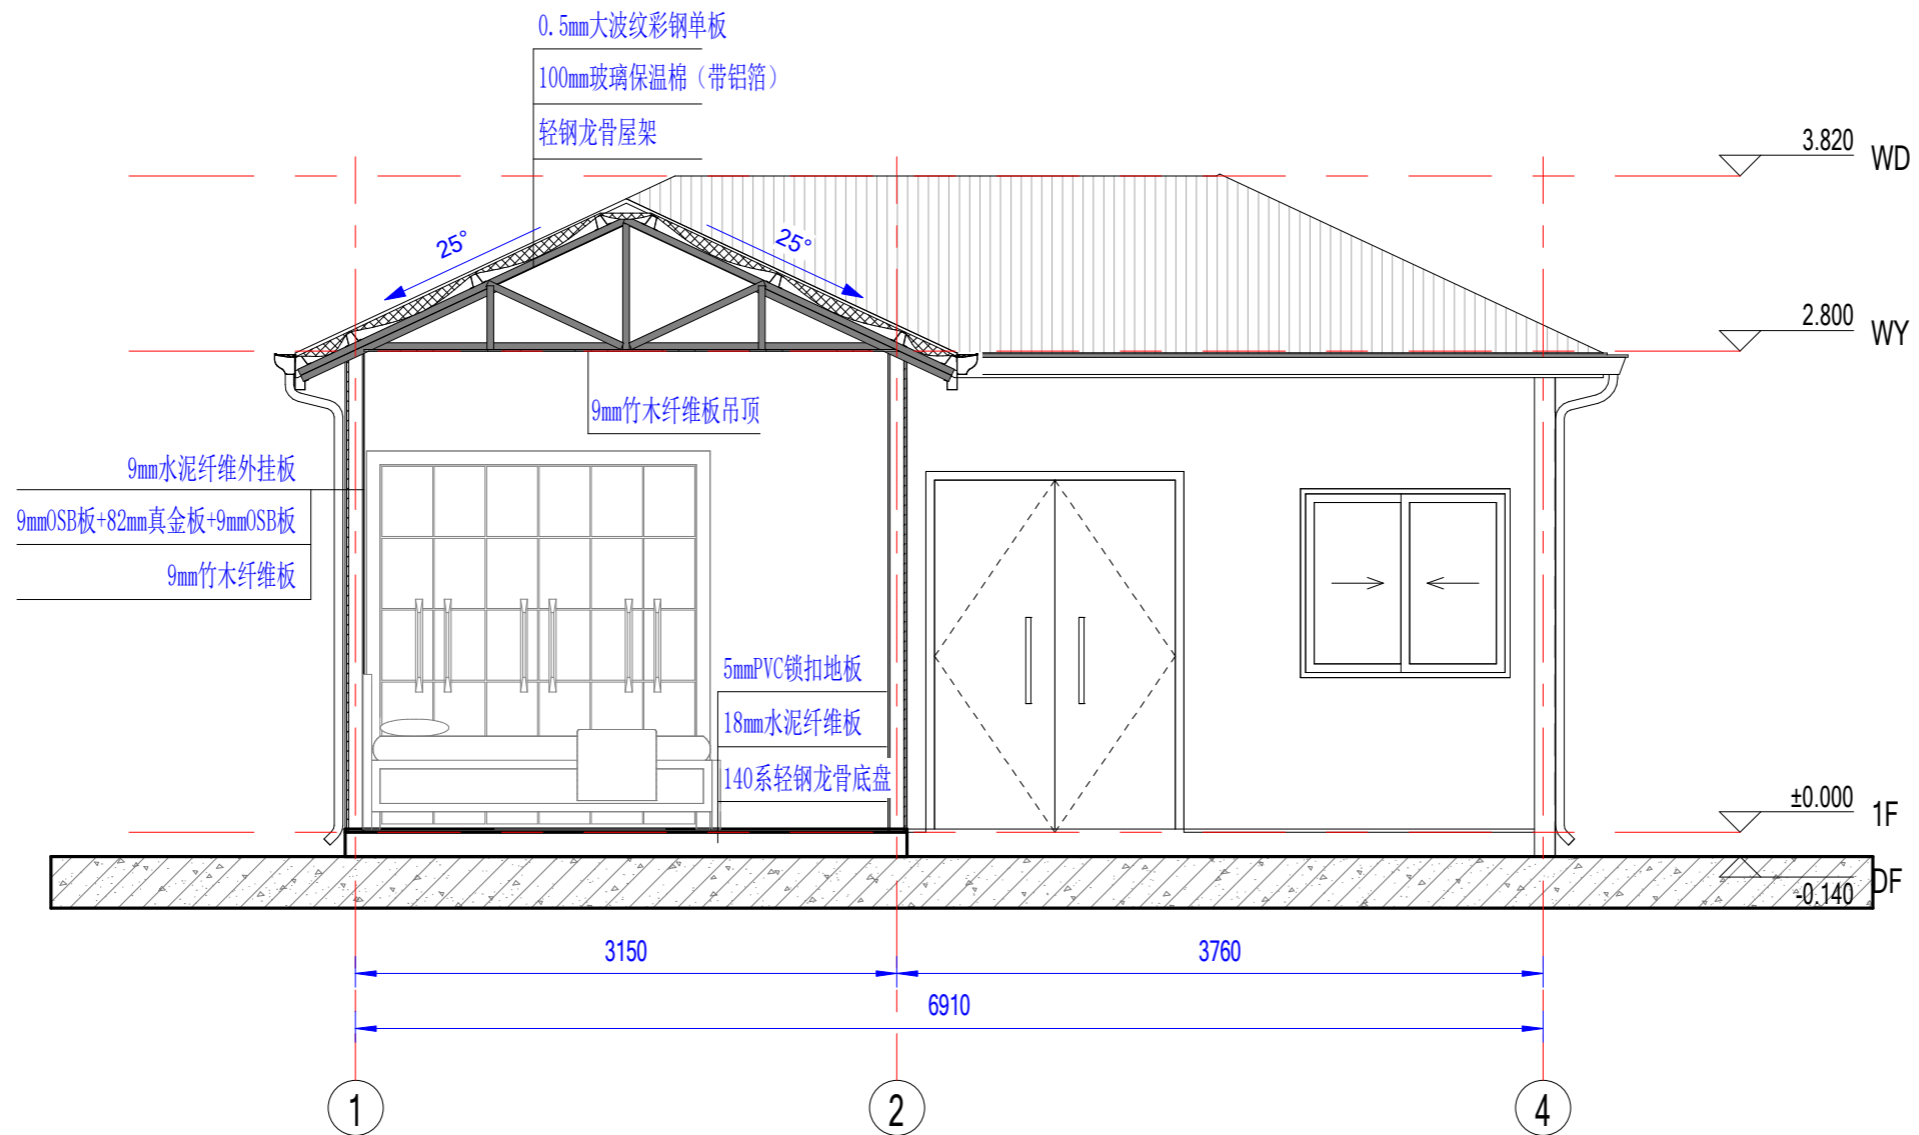 0.5mm大波纹彩钢单板
100mm玻璃保温棉（带铝箔）
轻钢龙骨屋架
3.820 WD
25°
25°
2.800 WY
9mm竹木纤维板吊顶
9mm水泥纤维外挂板
9mmOSB板+82mm真金板+9mmOSB板
9mm竹木纤维板
5mmPVC锁扣地板
18mm水泥纤维板
140系轻钢龙骨底盘
±0.000 1F
-0.140 DF
3150
3760
6910
1
2
4